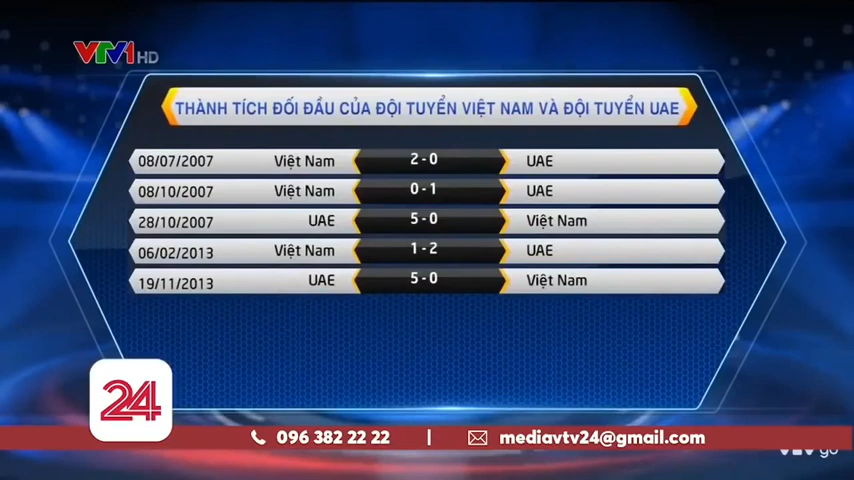 VTV1 HD
THÀNH TÍCH ĐỐI ĐẦU CỦA ĐỘI TUYỂN VIỆT NAM VÀ ĐỘI TUYỂN UAE
08/07/2007 Việt Nam 2 - 0 UAE
08/10/2007 Việt Nam 0 - 1 UAE
28/10/2007 UAE 5 - 0 Việt Nam
06/02/2013 Việt Nam 1 - 2 UAE
19/11/2013 UAE 5 - 0 Việt Nam
24
096 382 22 22 | mediavtv24@gmail.com